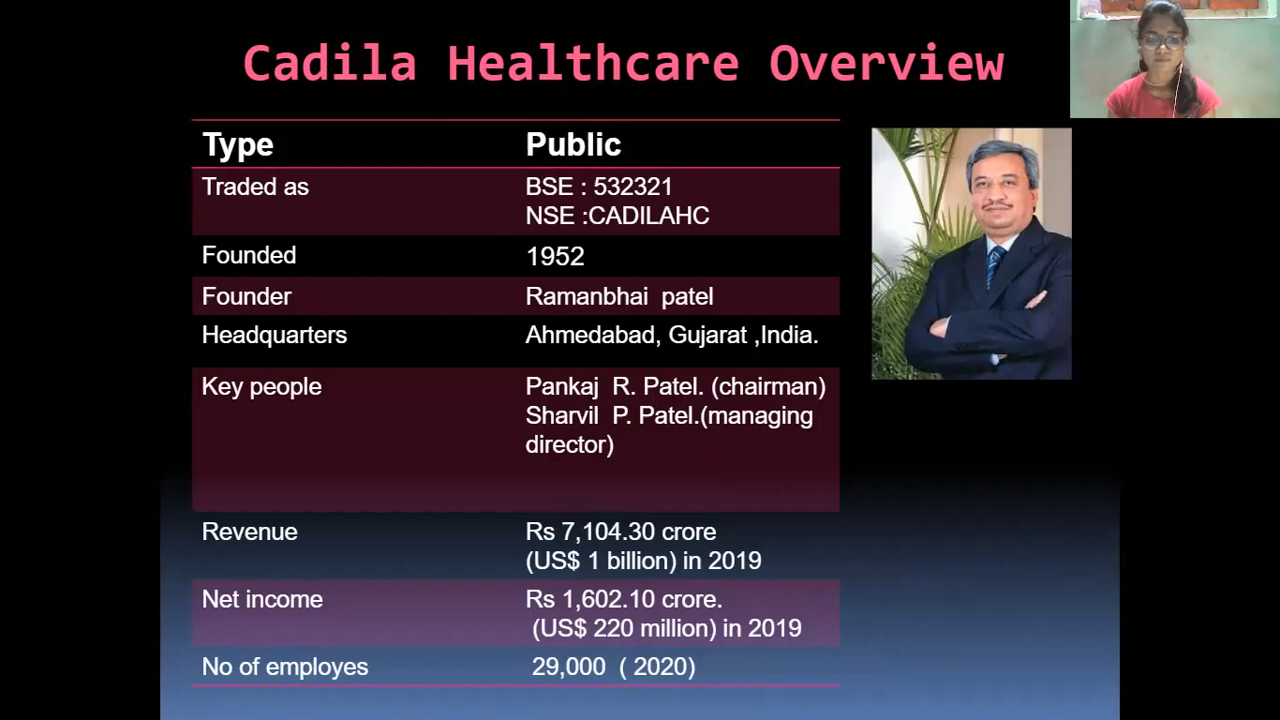 Cadila Healthcare Overview
Type Public
Traded as BSE : 532321
NSE :CADILAHC
Founded 1952
Founder Ramanbhai patel
Headquarters Ahmedabad, Gujarat ,India.
Key people Pankaj R. Patel. (chairman)
Sharvil P. Patel.(managing
director)
Revenue Rs 7,104.30 crore
(US$ 1 billion) in 2019
Net income Rs 1,602.10 crore.
(US$ 220 million) in 2019
No of employes 29,000 ( 2020)